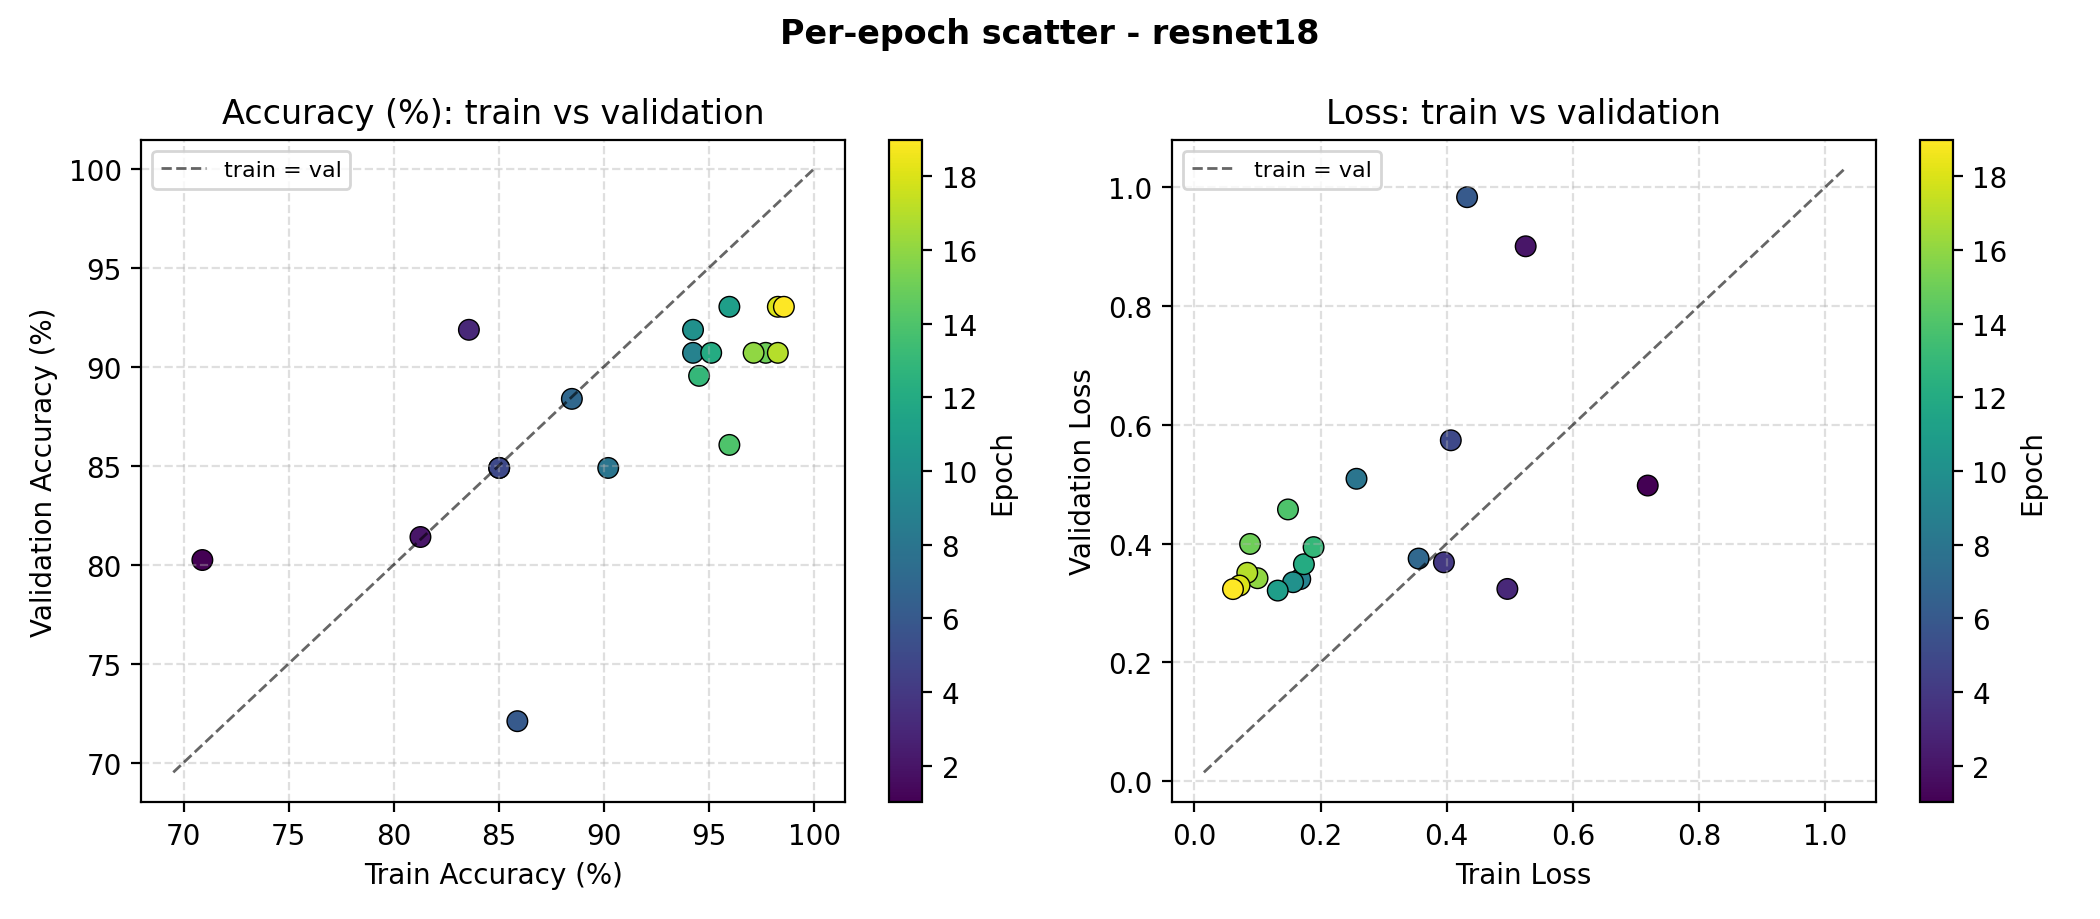 Per-epoch scatter - resnet18
Accuracy (%): train vs validation
train = val
100
95
90
85
80
75
70
Validation Accuracy (%)
70 75 80 85 90 95 100
Train Accuracy (%)
18
16
14
12
10
8
6
4
2
Epoch
Loss: train vs validation
train = val
1.0
0.8
0.6
0.4
0.2
0.0
Validation Loss
0.0 0.2 0.4 0.6 0.8 1.0
Train Loss
18
16
14
12
10
8
6
4
2
Epoch